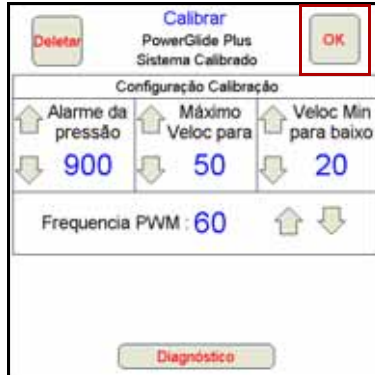 Calibrar
Deletar
PowerGlide Plus
OK
Sistema Calibrado
Configuração Calibração
Alarme da pressão
Máximo Veloc para
Veloc Min para baixo
900
50
20
Frequencia PWM : 60
Diagnóstico